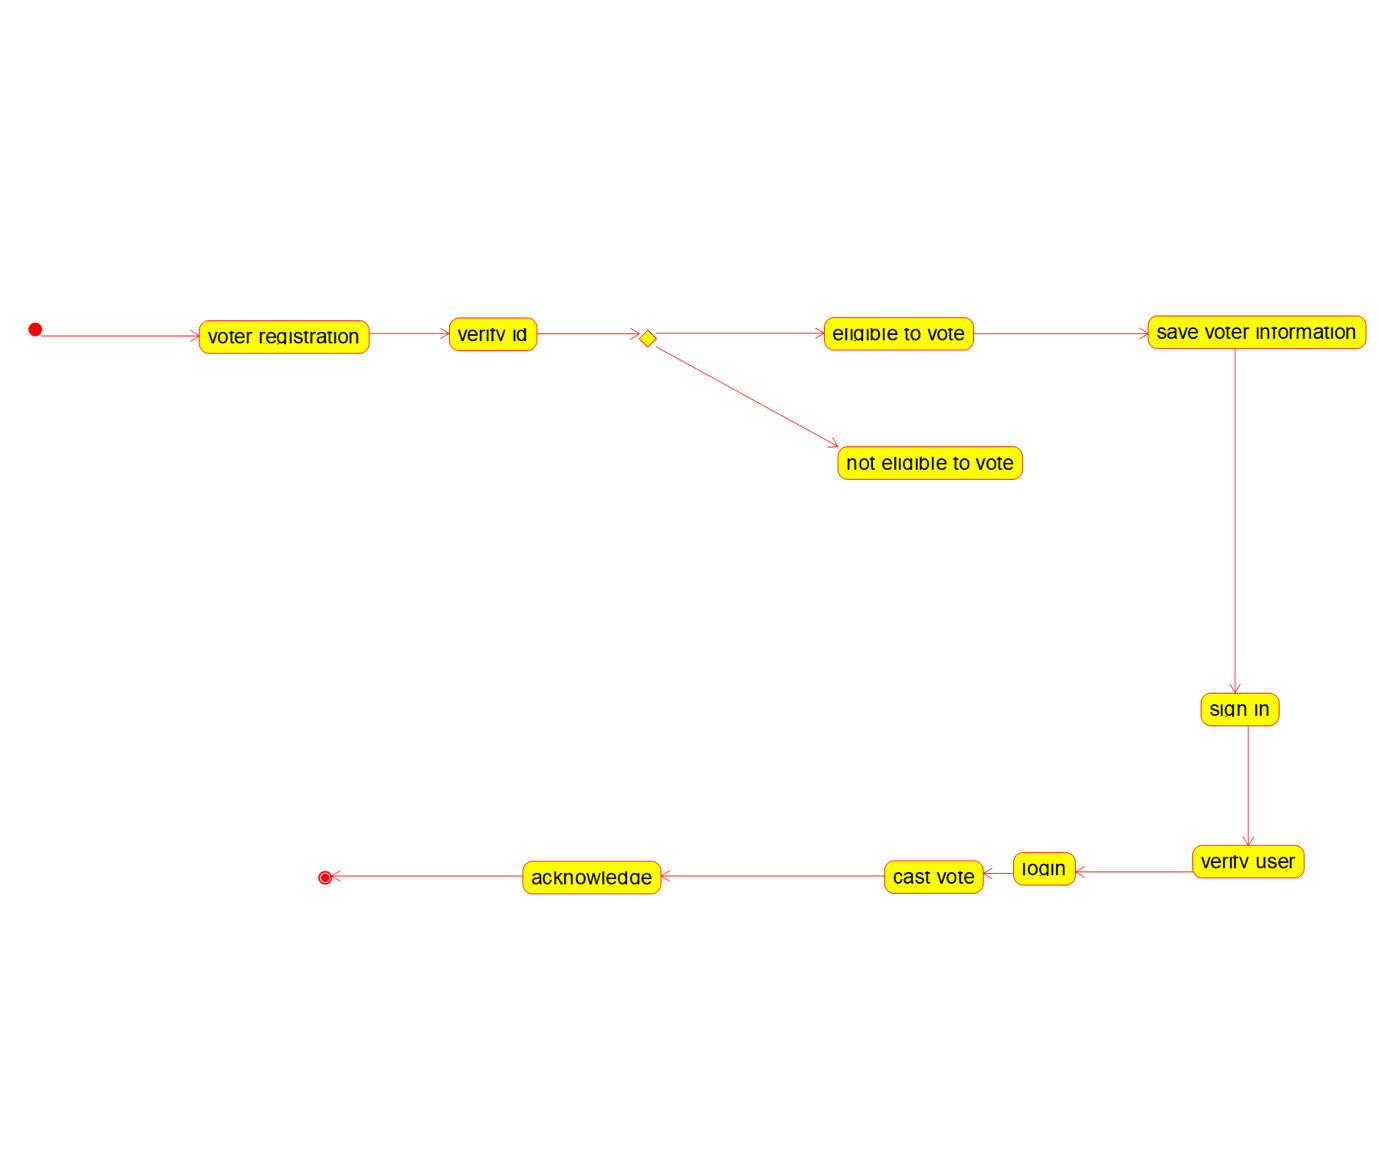 voter registration
verify id
eligible to vote
save voter information
not eligible to vote
sign in
verify user
login
cast vote
acknowledge